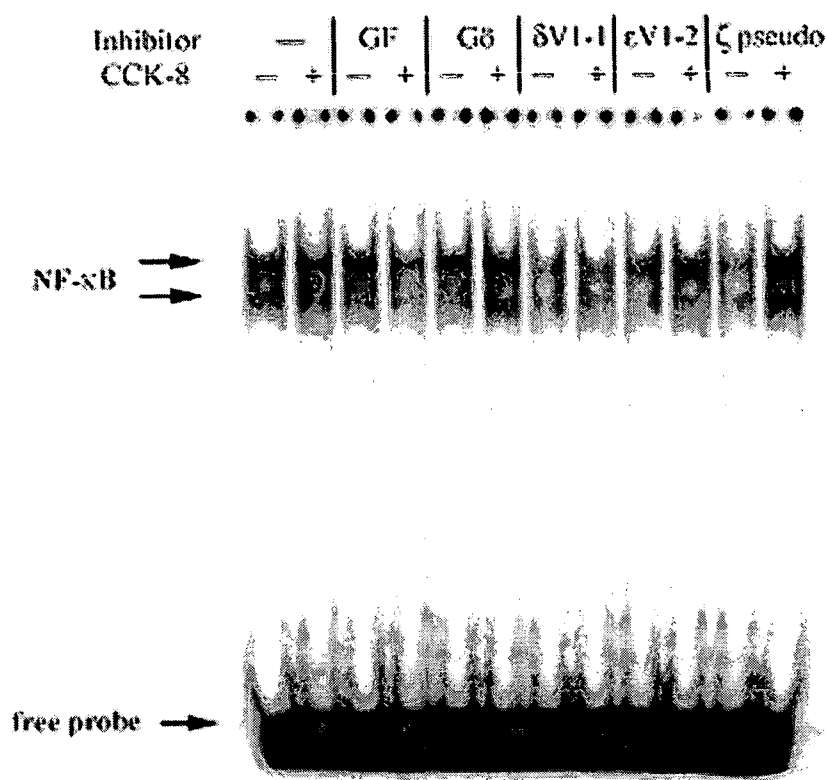 Inhibitor — GF Gö δV1-1 εV1-2 ζ pseudo
CCK-8 — + — + — + — + — + — +
NF-κB
free probe